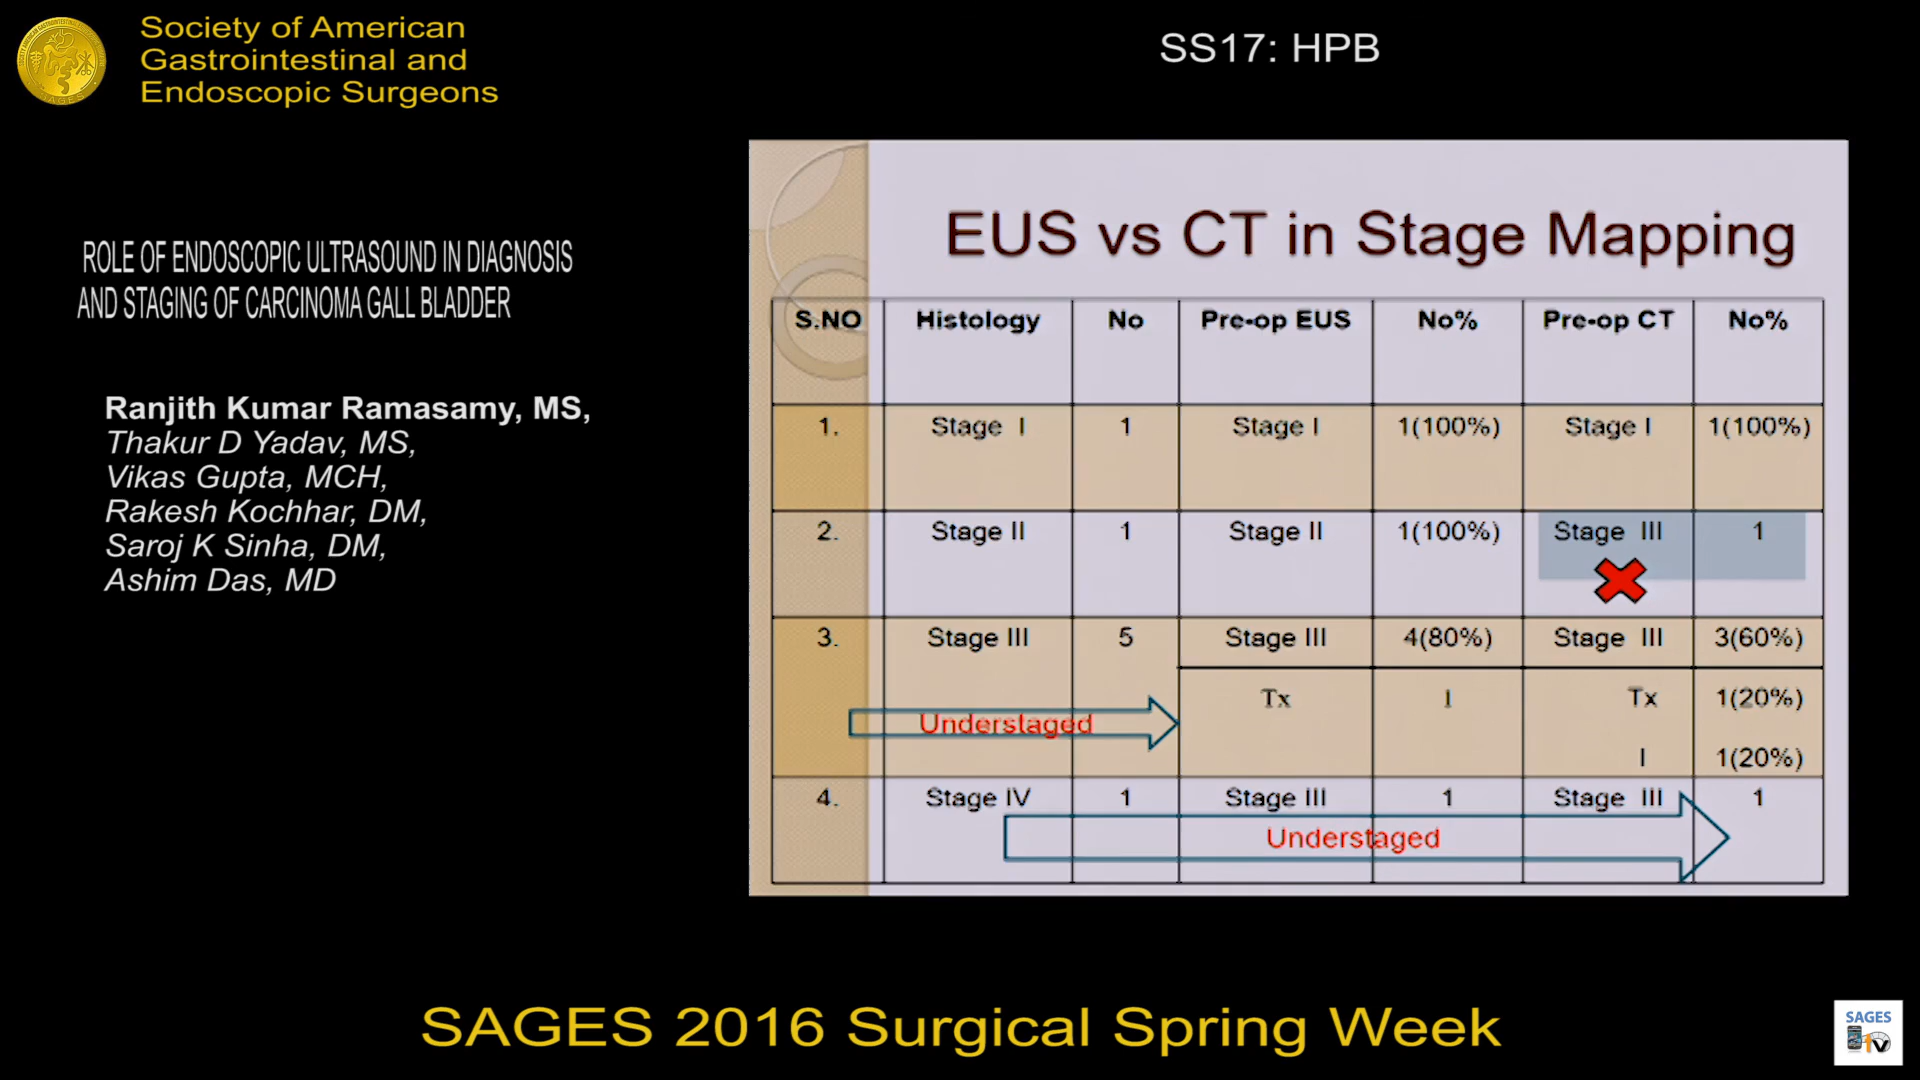 Society of American
Gastrointestinal and
Endoscopic Surgeons
SS17: HPB
ROLE OF ENDOSCOPIC ULTRASOUND IN DIAGNOSIS
AND STAGING OF CARCINOMA GALL BLADDER
Ranjith Kumar Ramasamy, MS,
Thakur D Yadav, MS,
Vikas Gupta, MCH,
Rakesh Kochhar, DM,
Saroj K Sinha, DM,
Ashim Das, MD
EUS vs CT in Stage Mapping
S.NO Histology No Pre-op EUS No% Pre-op CT No%
1. Stage I 1 Stage I 1(100%) Stage I 1(100%)
2. Stage II 1 Stage II 1(100%) Stage III 1
3. Stage III 5 Stage III 4(80%) Stage III 3(60%)
Tx I Tx 1(20%)
Understaged
I 1(20%)
4. Stage IV 1 Stage III 1 Stage III 1
Understaged
SAGES 2016 Surgical Spring Week
SAGES
TV